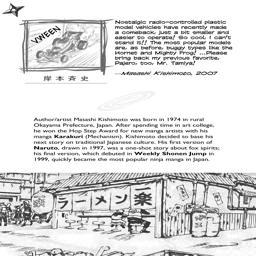 Nostalgic radio-controlled plastic
model vehicles have recently made
a comeback, just a bit smaller and
easier to operate! So cool, I can't
stand it!! The most popular models
are, as before, buggy types like the
Hornet and Mighty Frog! ...Please
bring back my previous favorite,
Pajero, too, Mr. Tamiya!
—Masashi Kishimoto, 2007
岸本斉史
Author/artist Masashi Kishimoto was born in 1974 in rural
Okayama Prefecture, Japan. After spending time in art college,
he won the Hop Step Award for new manga artists with his
manga Karakuri (Mechanism). Kishimoto decided to base his
next story on traditional Japanese culture. His first version of
Naruto, drawn in 1997, was a one-shot story about fox spirits;
his final version, which debuted in Weekly Shonen Jump in
1999, quickly became the most popular ninja manga in Japan.
ラーメン楽